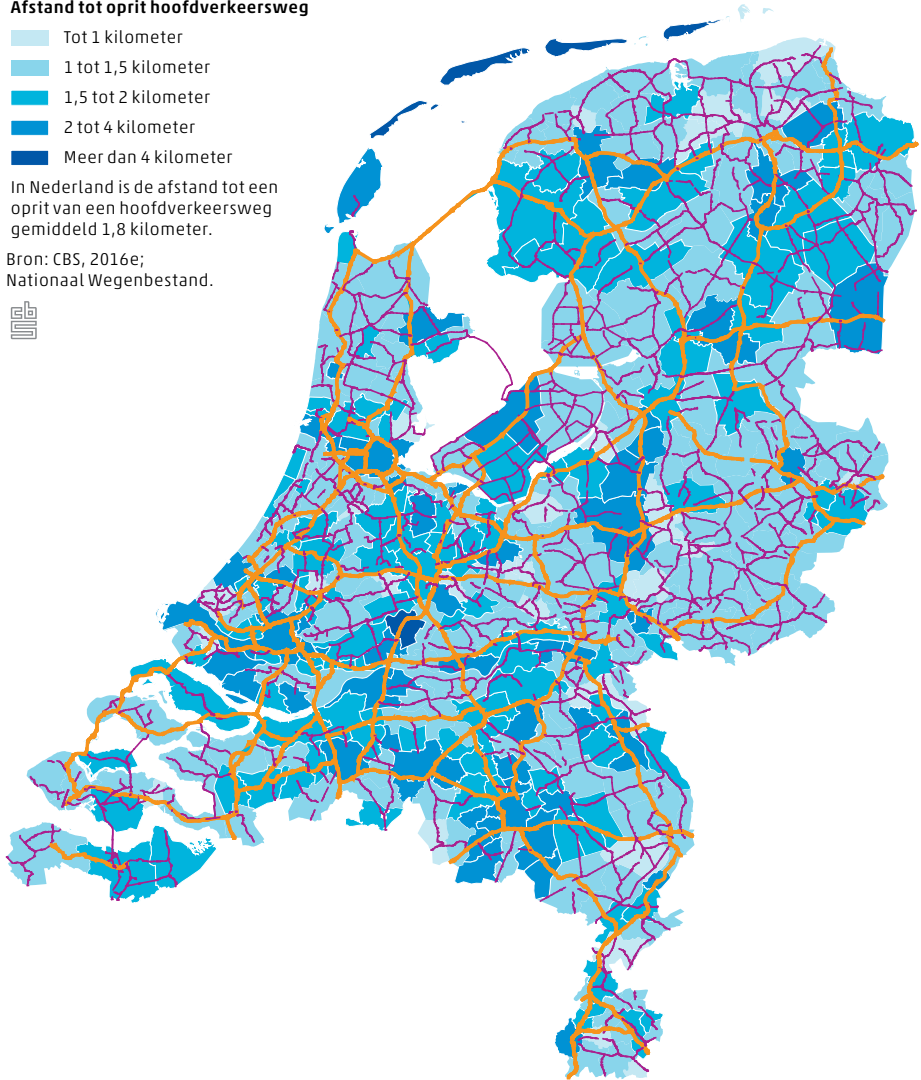 Afstand tot oprit hoofdverkeersweg
Tot 1 kilometer
1 tot 1,5 kilometer
1,5 tot 2 kilometer
2 tot 4 kilometer
Meer dan 4 kilometer
In Nederland is de afstand tot een
oprit van een hoofdverkeersweg
gemiddeld 1,8 kilometer.
Bron: CBS, 2016e;
Nationaal Wegenbestand.
cbs